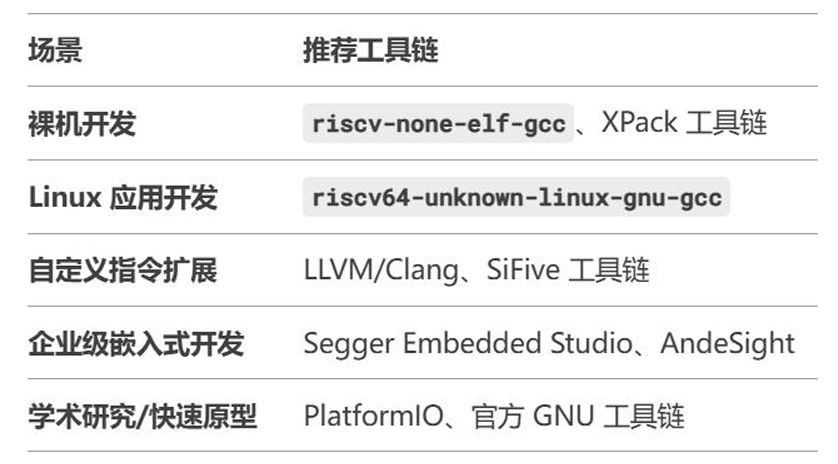 场景 推荐工具链
裸机开发 riscv-none-elf-gcc、XPack 工具链
Linux 应用开发 riscv64-unknown-linux-gnu-gcc
自定义指令扩展 LLVM/Clang、SiFive 工具链
企业级嵌入式开发 Segger Embedded Studio、AndeSight
学术研究/快速原型 PlatformIO、官方 GNU 工具链